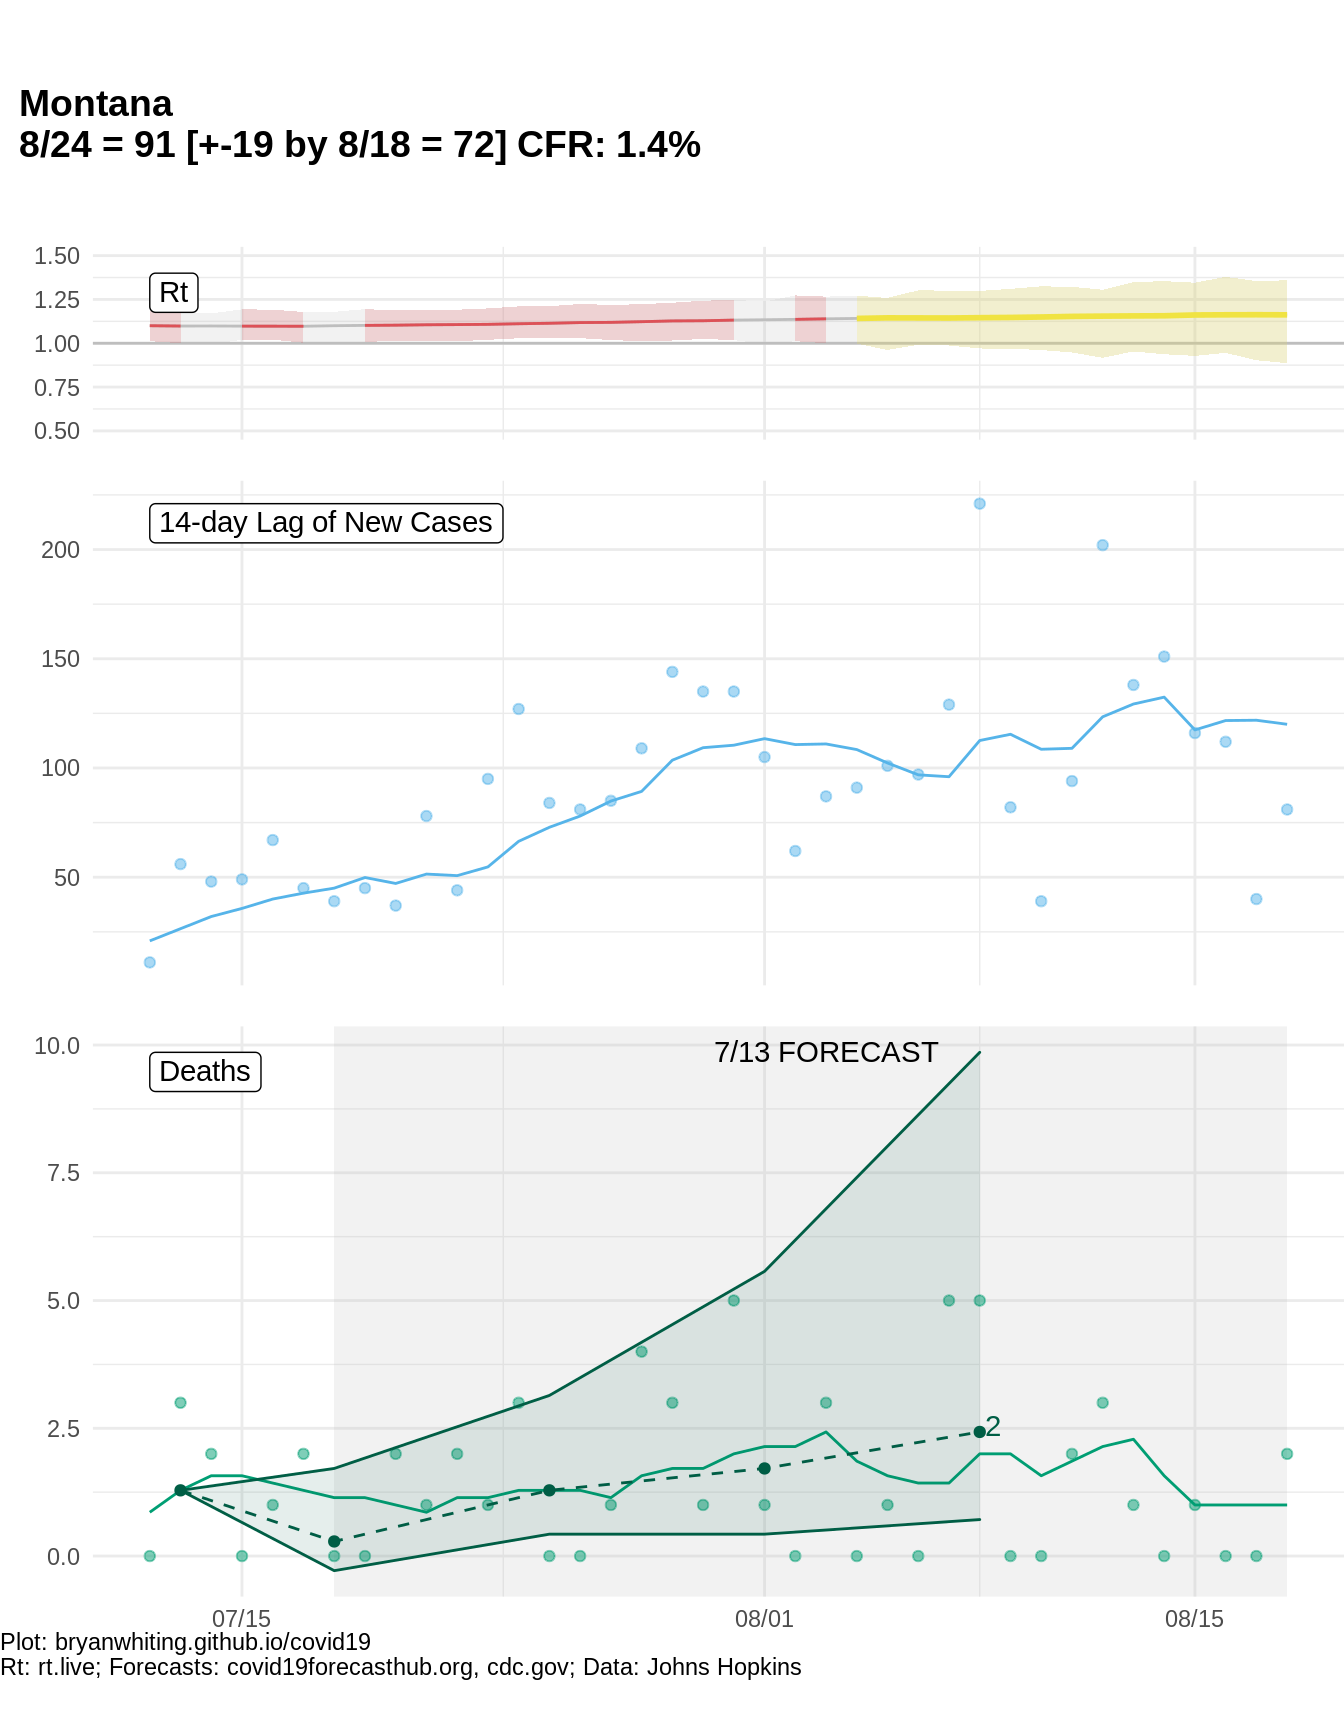 Montana
8/24 = 91 [+-19 by 8/18 = 72] CFR: 1.4%
1.50
Rt
1.25
1.00
0.75
0.50
14-day Lag of New Cases
200
150
100
50
10.0
7/13 FORECAST
Deaths
7.5
5.0
2.5
2
0.0
07/15 08/01 08/15
Plot: bryanwhiting.github.io/covid19
Rt: rt.live; Forecasts: covid19forecasthub.org, cdc.gov; Data: Johns Hopkins